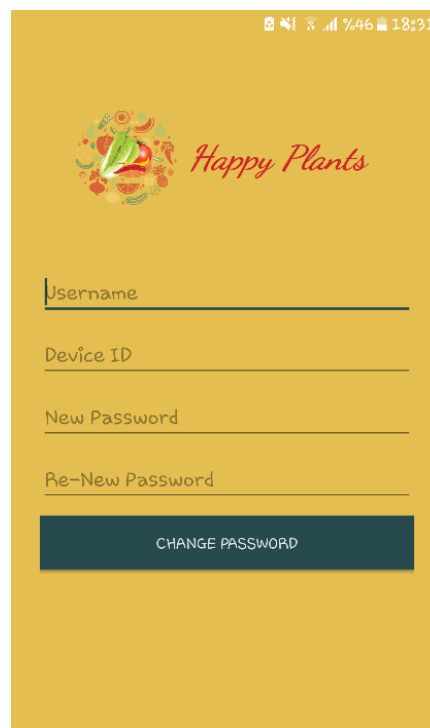 %46 18:31
Happy Plants
Username
Device ID
New Password
Re-New Password
CHANGE PASSWORD